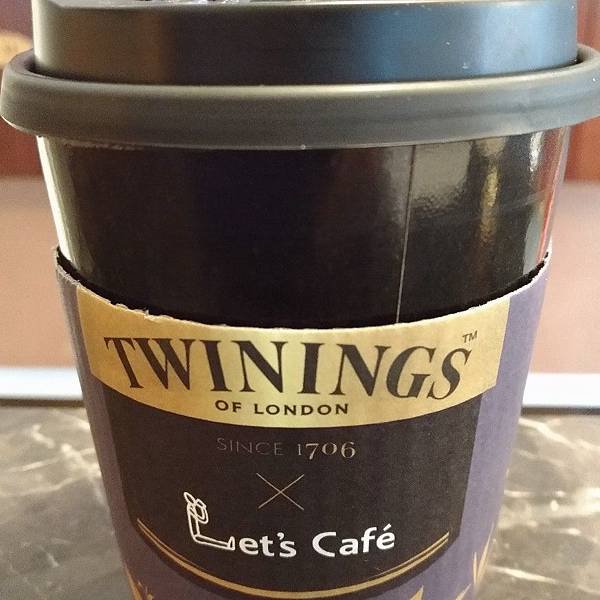 TWININGS™
OF LONDON
SINCE 1706
×
Let's Café